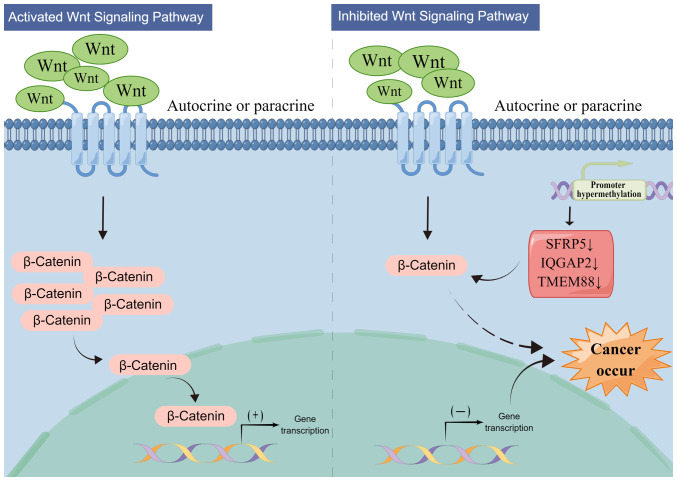 Activated Wnt Signaling Pathway
Wnt
Wnt
Wnt
Wnt
Wnt
Autocrine or paracrine
β-Catenin
β-Catenin
β-Catenin
β-Catenin
β-Catenin
β-Catenin
β-Catenin
(+)
Gene
transcription
Inhibited Wnt Signaling Pathway
Wnt
Wnt
Wnt
Wnt
Autocrine or paracrine
Promoter
hypermethylation
SFRP5↓
IQGAP2↓
TMEM88↓
β-Catenin
Cancer
occur
(—)
Gene
transcription